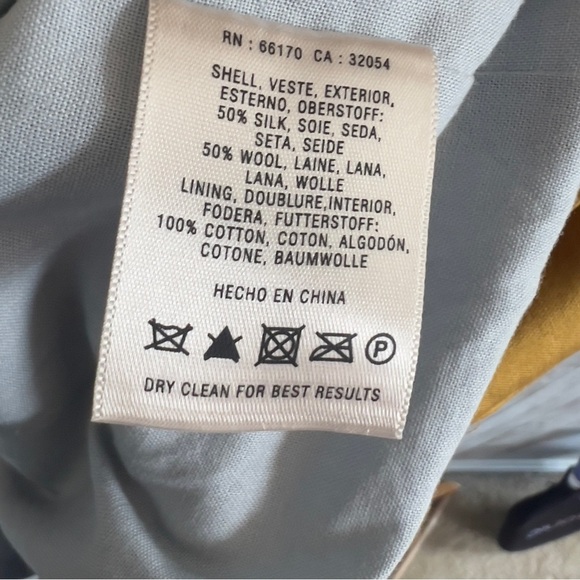 RN : 66170 CA : 32054
SHELL, VESTE, EXTERIOR,
ESTERNO, OBERSTOFF:
50% SILK, SOIE, SEDA,
SETA, SEIDE
50% WOOL, LAINE, LANA,
LANA, WOLLE
LINING, DOUBLURE,INTERIOR,
FODERA, FUTTERSTOFF:
100% COTTON, COTON, ALGODÓN,
COTONE, BAUMWOLLE
HECHO EN CHINA
P
DRY CLEAN FOR BEST RESULTS